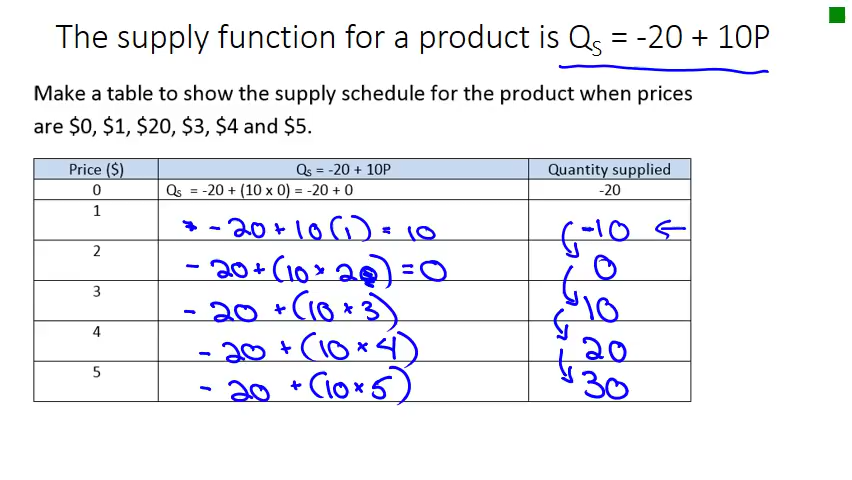 The supply function for a product is QS = -20 + 10P
Make a table to show the supply schedule for the product when prices
are $0, $1, $20, $3, $4 and $5.
Price ($) QS = -20 + 10P Quantity supplied
0 QS = -20 + (10 x 0) = -20 + 0 -20
1 - 20 + 10 (1) = 10 -10
2 - 20 + (10 x 2) = 0 0
3 - 20 + (10 x 3) 10
4 - 20 + (10 x 4) 20
5 - 20 + (10 x 5) 30